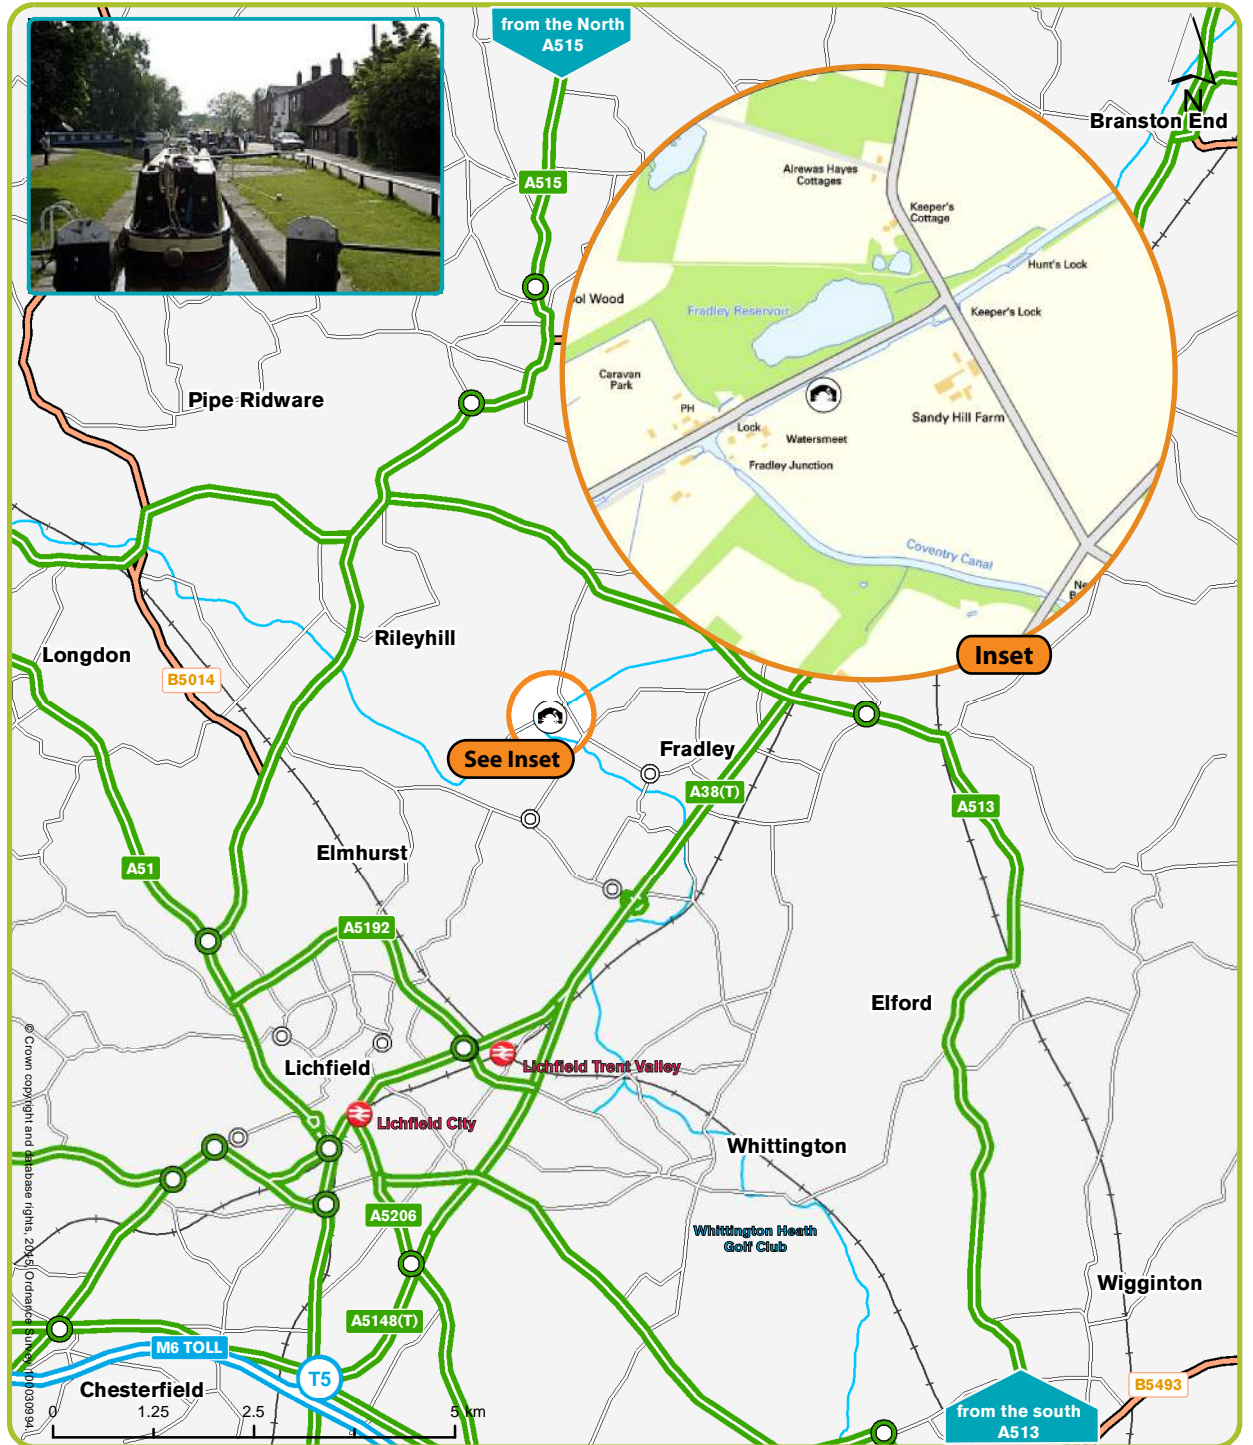 from the North
A515
N
Branston End
A515
Alrewas Hayes
Cottages
Keeper's
Cottage
Hunt's Lock
ol Wood
Fradley Reservoir
Keeper's Lock
Caravan
Park
PH
Lock
Watersmeet
Sandy Hill Farm
Fradley Junction
Coventry Canal
Ne
B
Inset
Pipe Ridware
Rileyhill
Longdon
B5014
See Inset
Fradley
A38(T)
A513
Elmhurst
A51
A5192
Elford
Lichfield
Lichfield Trent Valley
Lichfield City
Whittington
A5206
Whittington Heath
Golf Club
Wigginton
A5148(T)
M6 TOLL
T5
Chesterfield
B5493
0 1.25 2.5 5 km
from the south
A513
© Crown copyright and database rights, 2015, Ordnance Survey 100030994